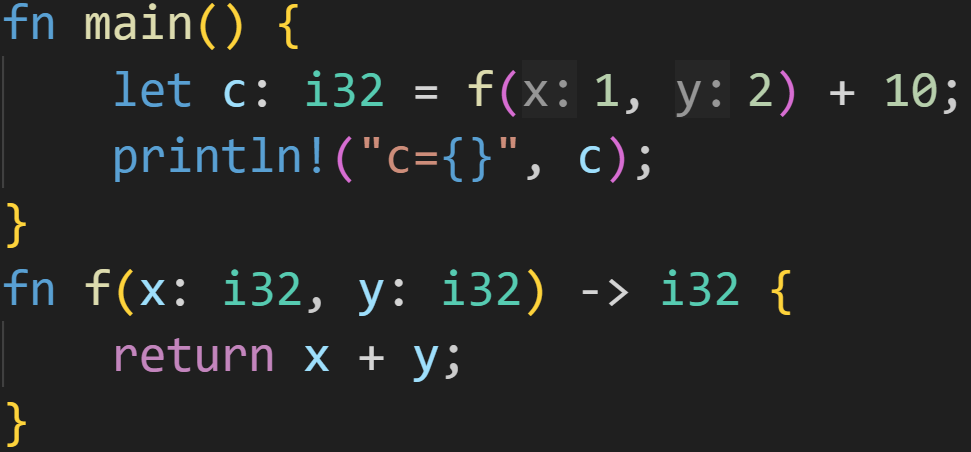 fn main() {
    let c: i32 = f(x: 1, y: 2) + 10;
    println!("c={}", c);
}
fn f(x: i32, y: i32) -> i32 {
    return x + y;
}